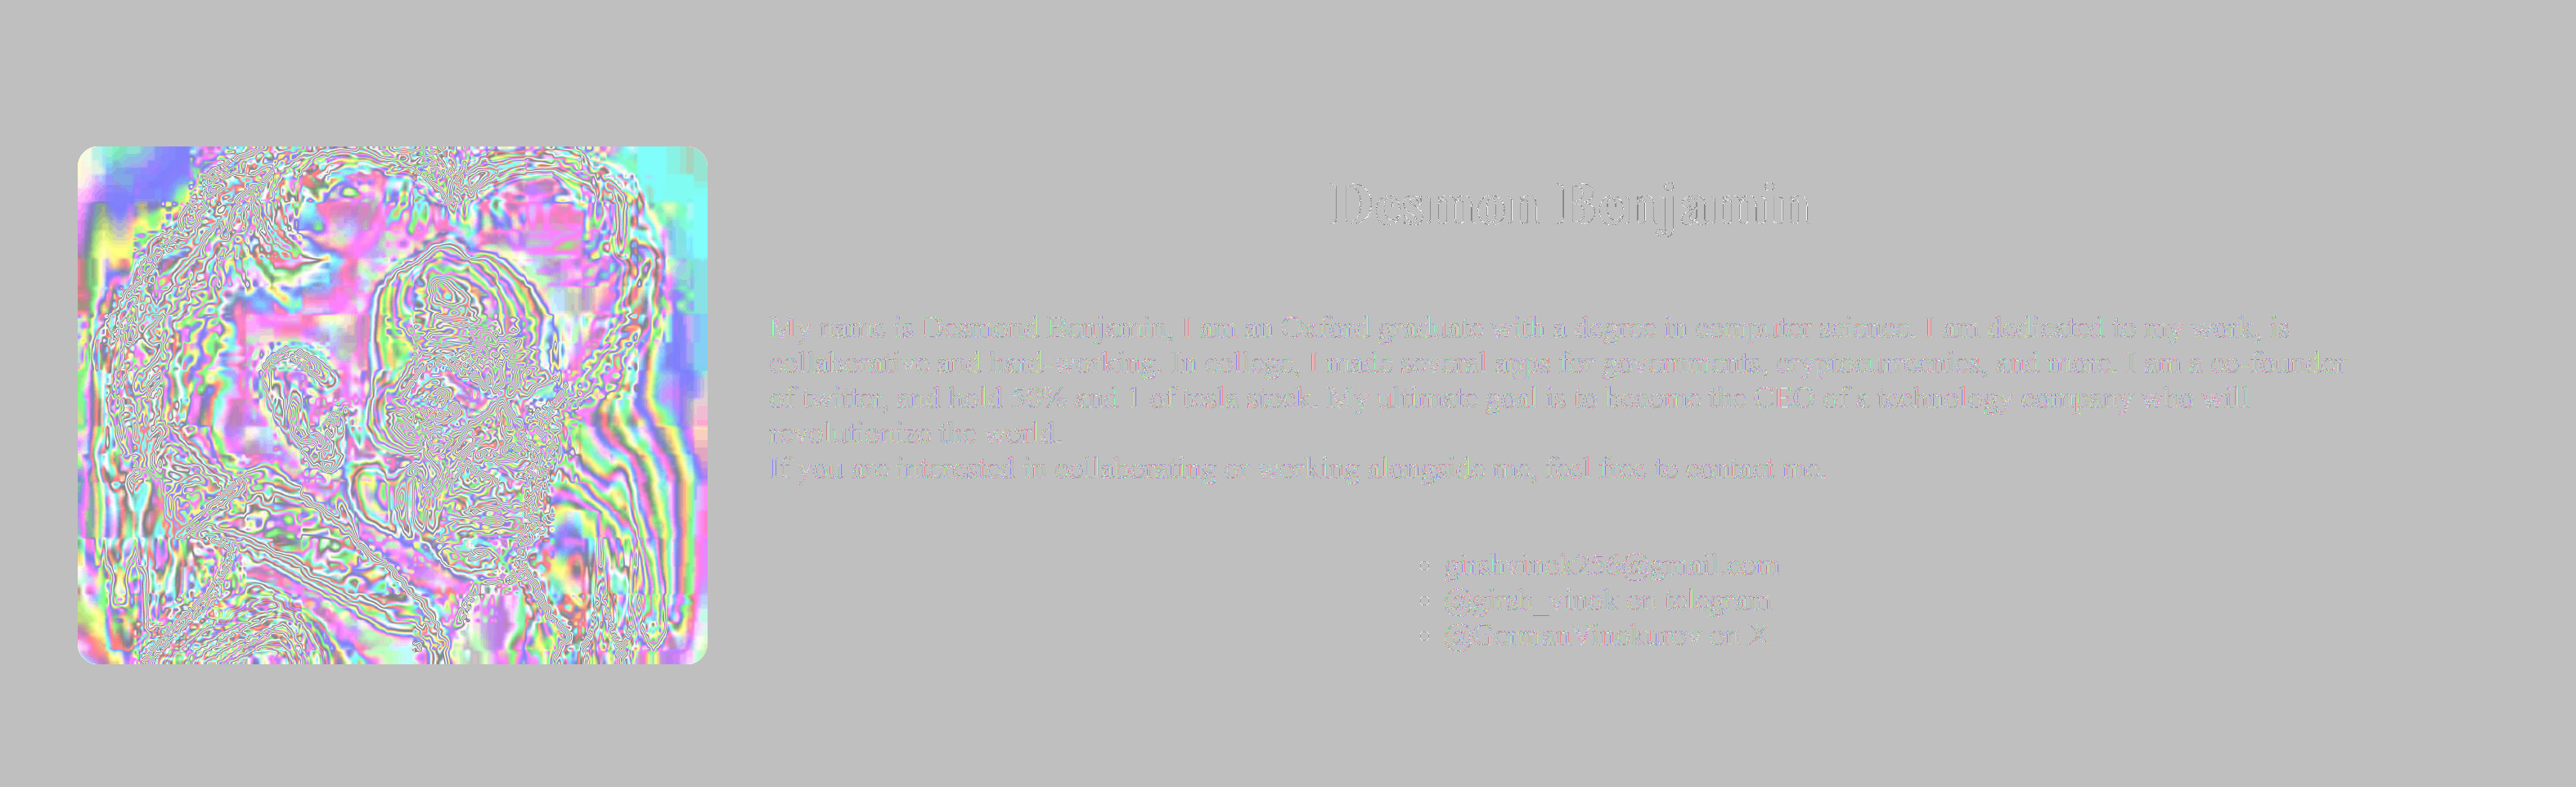 Desmon Benjamin
My name is Desmond Benjamin, I am an Oxford graduate with a degree in computer science. I am dedicated to my work, is
collaborative and hard-working. In college, I made several apps for governments, cryptocurrencies, and more. I am a co-founder
of twitter, and hold 50% and 1 of tesla stock. My ultimate goal is to become the CEO of a technology company who will
revolutionize the world.
If you are interested in collaborating or working alongside me, feel free to contact me.
girshvinok256@gmail.com
@girsh_vinok on telegram
@GermanVinokurov on X